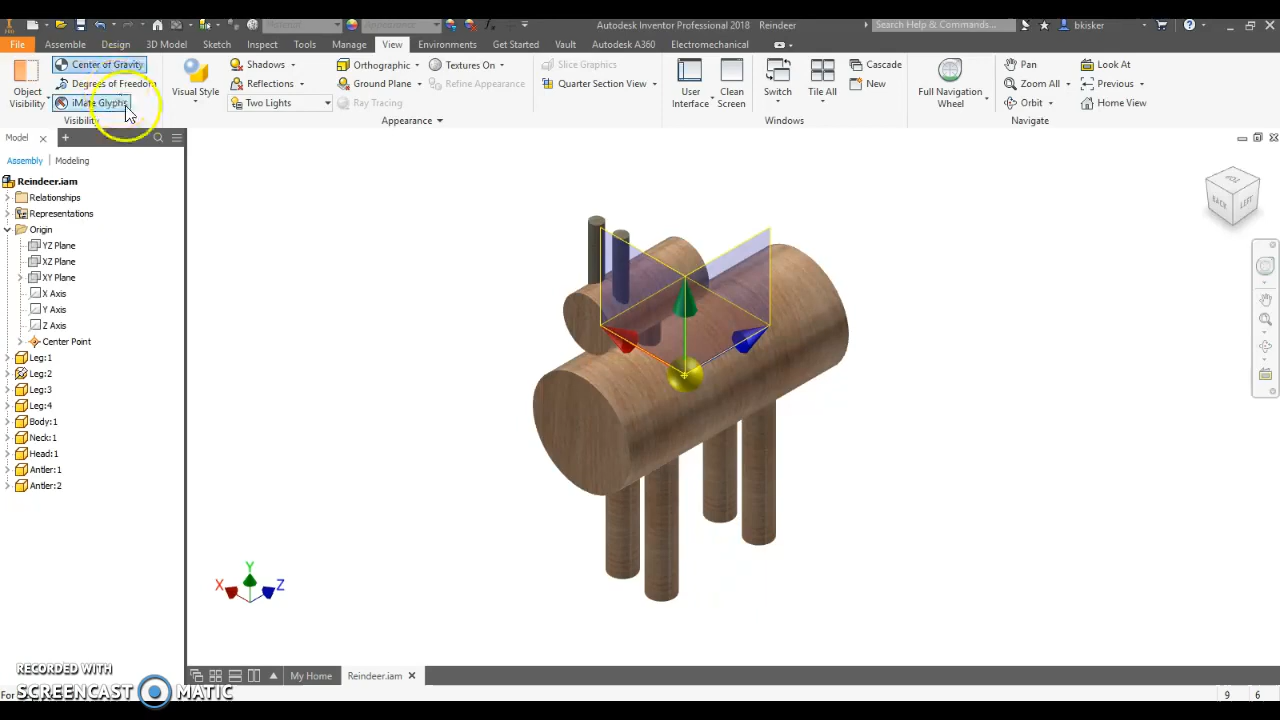 Autodesk Inventor Professional 2018 Reindeer
Search Help & Commands...
bkisker
File Assembly Design 3D Model Sketch Inspect Tools Manage View Environments Get Started Vault Autodesk A360 Electromechanical
Object Visibility
Center of Gravity
Degrees of Freedom
iMate Glyphs
Visibility
Visual Style
Shadows
Reflections
Two Lights
Orthographic
Ground Plane
Ray Tracing
Textures On
Refine Appearance
Appearance
Slice Graphics
Quarter Section View
User Interface
Clean Screen
Switch
Tile All
Cascade
New
Windows
Full Navigation Wheel
Pan
Zoom All
Orbit
Look At
Previous
Home View
Navigate
Model
Assembly Modeling
Reindeer.iam
Relationships
Representations
Origin
YZ Plane
XZ Plane
XY Plane
X Axis
Y Axis
Z Axis
Center Point
Leg:1
Leg:2
Leg:3
Leg:4
Body:1
Neck:1
Head:1
Antler:1
Antler:2
BACK LEFT
Y
X Z
RECORDED WITH
SCREENCAST MATIC
My Home Reindeer.iam
For
9 6